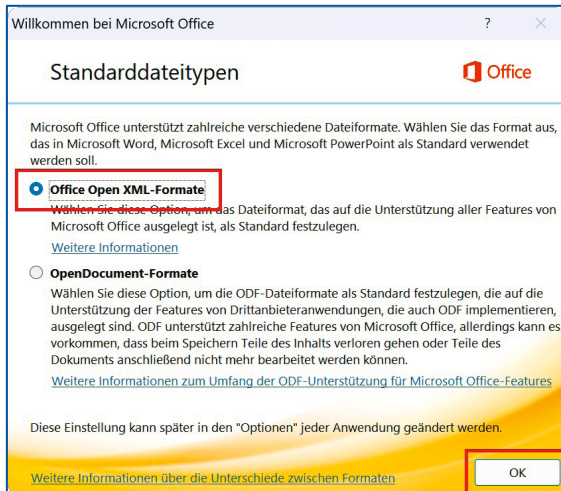 Willkommen bei Microsoft Office ?
Standarddateitypen
Office
Microsoft Office unterstützt zahlreiche verschiedene Dateiformate. Wählen Sie das Format aus,
das in Microsoft Word, Microsoft Excel und Microsoft PowerPoint als Standard verwendet
werden soll.
Office Open XML-Formate
Wählen Sie diese Option, um das Dateiformat, das auf die Unterstützung aller Features von
Microsoft Office ausgelegt ist, als Standard festzulegen.
Weitere Informationen
OpenDocument-Formate
Wählen Sie diese Option, um die ODF-Dateiformate als Standard festzulegen, die auf die
Unterstützung der Features von Drittanbieteranwendungen, die auch ODF implementieren,
ausgelegt sind. ODF unterstützt zahlreiche Features von Microsoft Office, allerdings kann es
vorkommen, dass beim Speichern Teile des Inhalts verloren gehen oder Teile des
Dokuments anschließend nicht mehr bearbeitet werden können.
Weitere Informationen zum Umfang der ODF-Unterstützung für Microsoft Office-Features
Diese Einstellung kann später in den "Optionen" jeder Anwendung geändert werden.
Weitere Informationen über die Unterschiede zwischen Formaten
OK